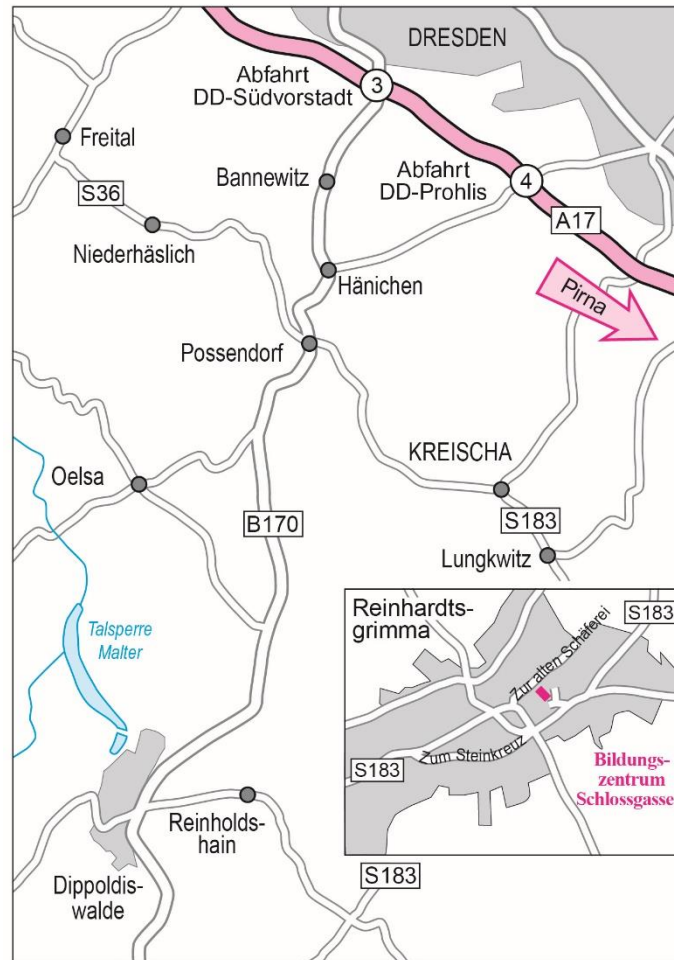 DRESDEN
Abfahrt
DD-Südvorstadt
3
Freital
Bannewitz
Abfahrt
DD-Prohlis
4
S36
A17
Niederhäslich
Hänichen
Pirna
Possendorf
KREISCHA
Oelsa
S183
B170
Lungkwitz
Reinhardts-
grimma
S183
Zur alten Schäferei
Talsperre
Malter
Zum Steinkreuz
S183
Bildungs-
zentrum
Schlossgasse
Reinholds-
hain
S183
Dippoldis-
walde